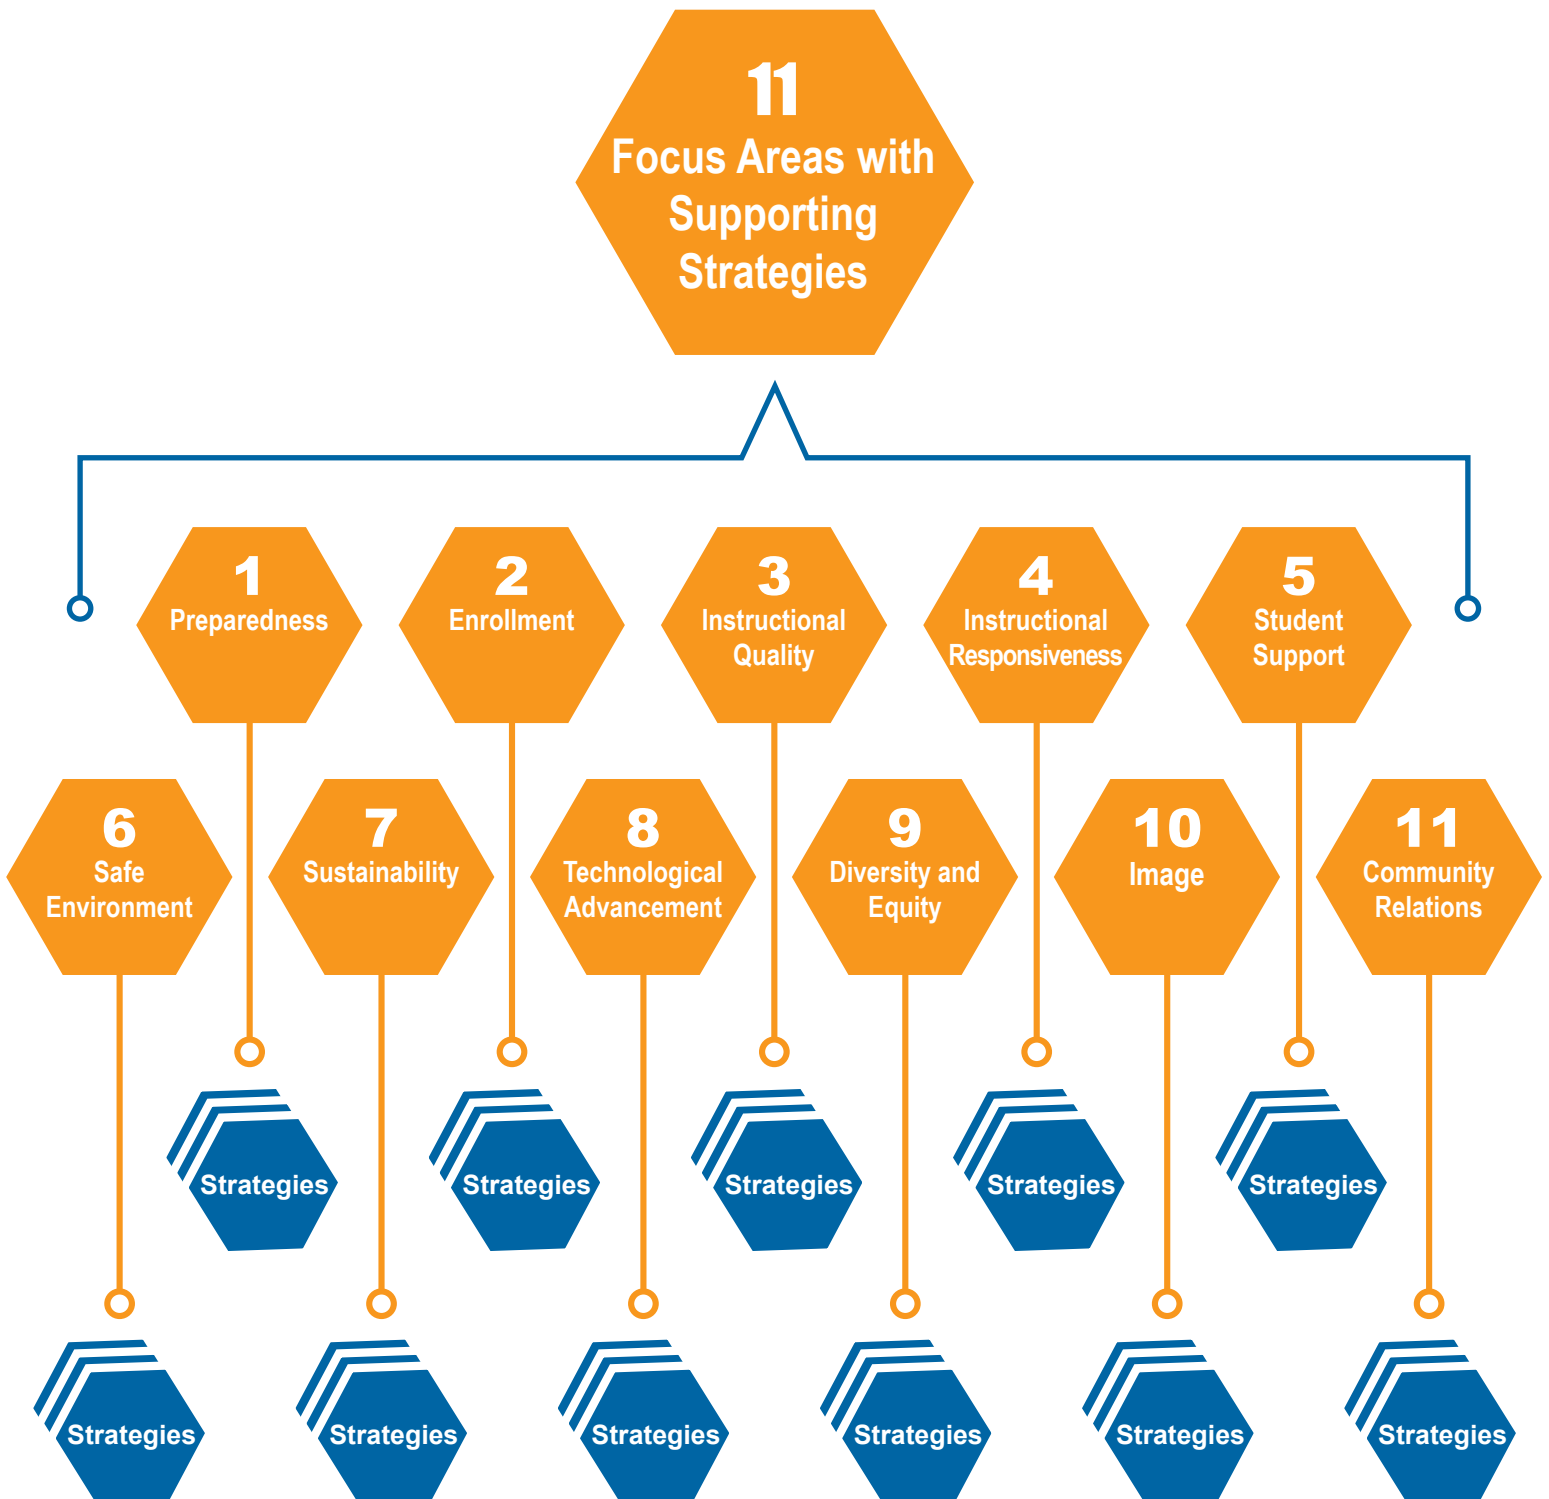 11
Focus Areas with
Supporting
Strategies
1
Preparedness
2
Enrollment
3
Instructional
Quality
4
Instructional
Responsiveness
5
Student
Support
6
Safe
Environment
7
Sustainability
8
Technological
Advancement
9
Diversity and
Equity
10
Image
11
Community
Relations
Strategies
Strategies
Strategies
Strategies
Strategies
Strategies
Strategies
Strategies
Strategies
Strategies
Strategies